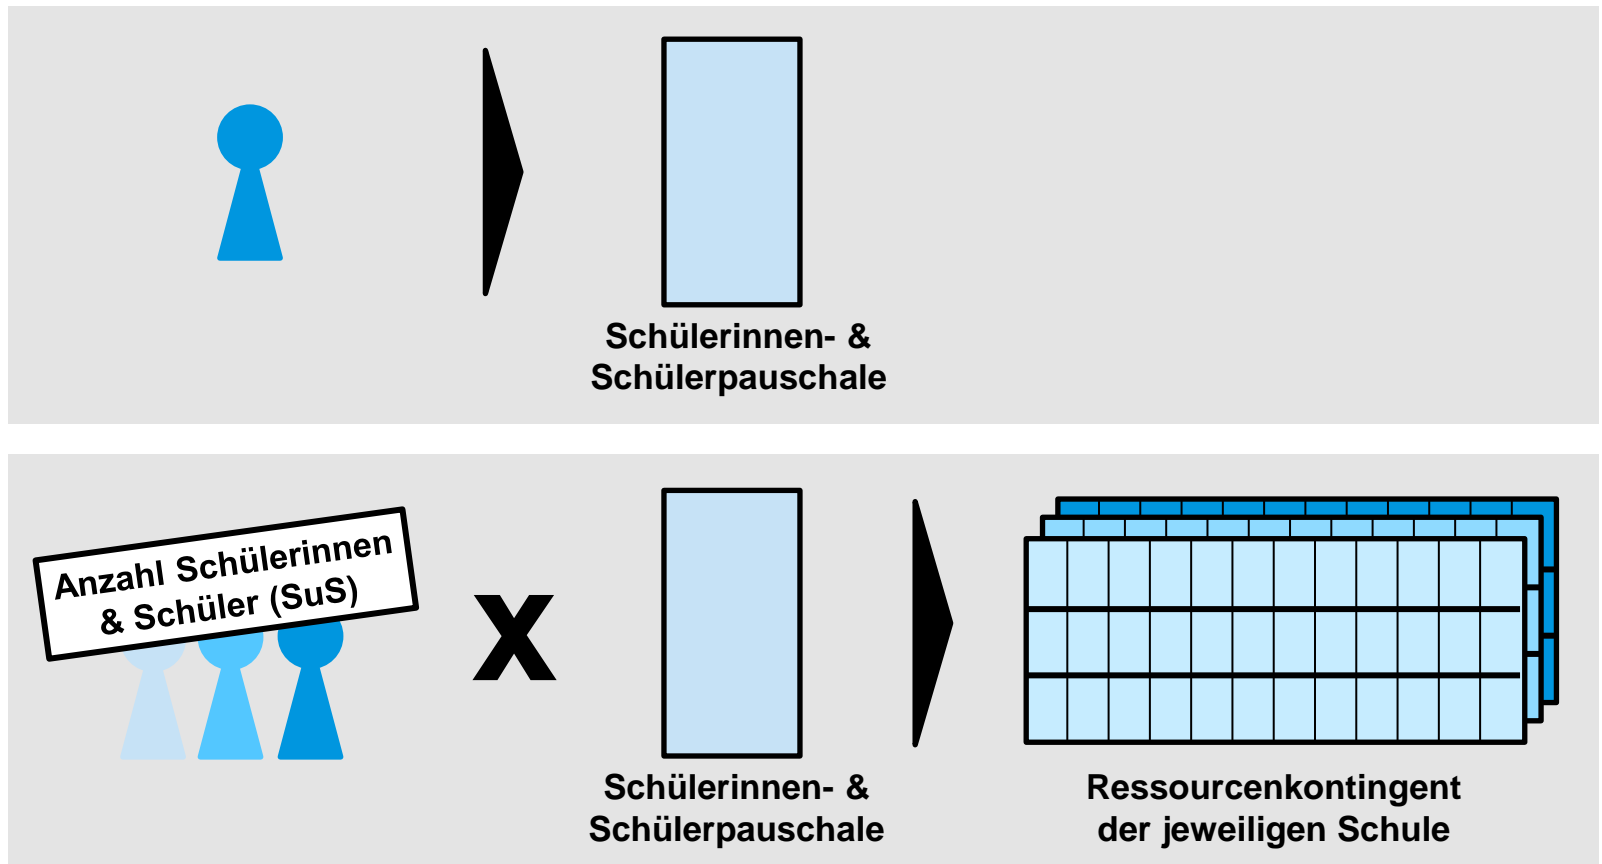 Schülerinnen- &
Schülerpauschale
Anzahl Schülerinnen
& Schüler (SuS)
x
Schülerinnen- &
Schülerpauschale
Ressourcenkontingent
der jeweiligen Schule